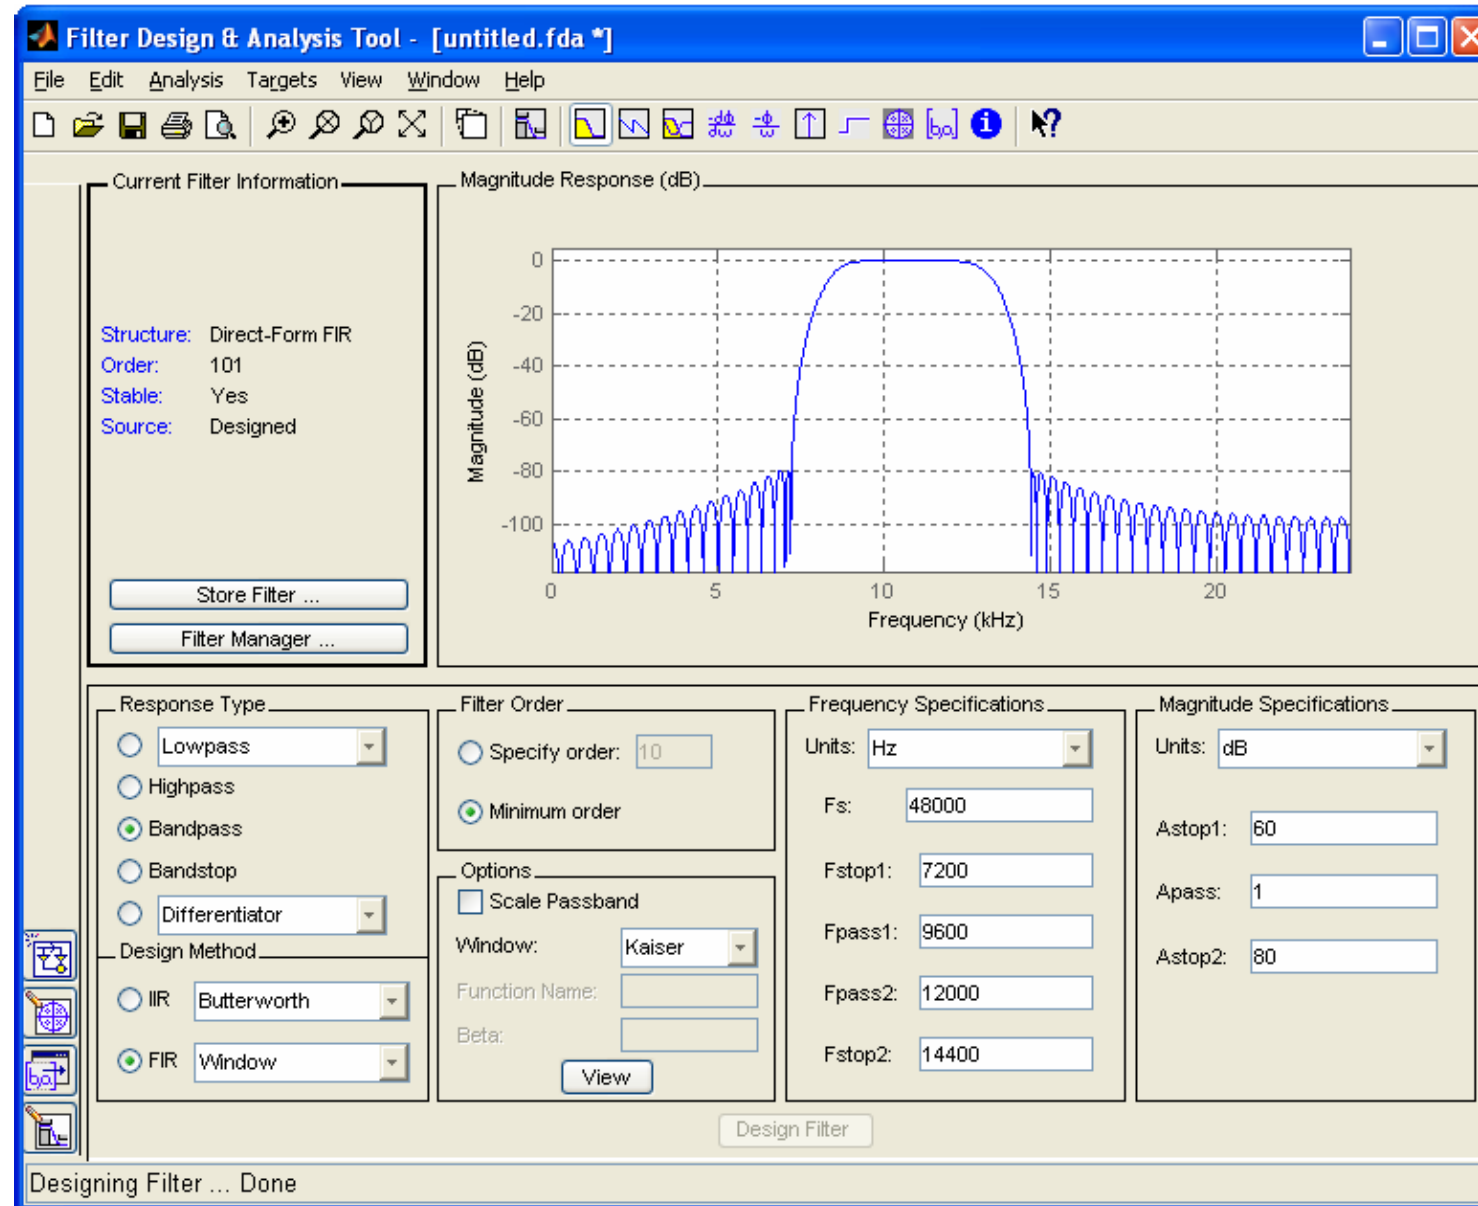 Filter Design & Analysis Tool - [untitled.fda *]
File Edit Analysis Targets View Window Help
Current Filter Information
Structure: Direct-Form FIR
Order: 101
Stable: Yes
Source: Designed
Store Filter ...
Filter Manager ...
Magnitude Response (dB)
Magnitude (dB)
0
-20
-40
-60
-80
-100
0 5 10 15 20
Frequency (kHz)
Response Type
Lowpass
Highpass
Bandpass
Bandstop
Differentiator
Design Method
IIR Butterworth
FIR Window
Filter Order
Specify order: 10
Minimum order
Options
Scale Passband
Window: Kaiser
Function Name:
Beta:
View
Frequency Specifications
Units: Hz
Fs: 48000
Fstop1: 7200
Fpass1: 9600
Fpass2: 12000
Fstop2: 14400
Magnitude Specifications
Units: dB
Astop1: 60
Apass: 1
Astop2: 80
Design Filter
Designing Filter ... Done